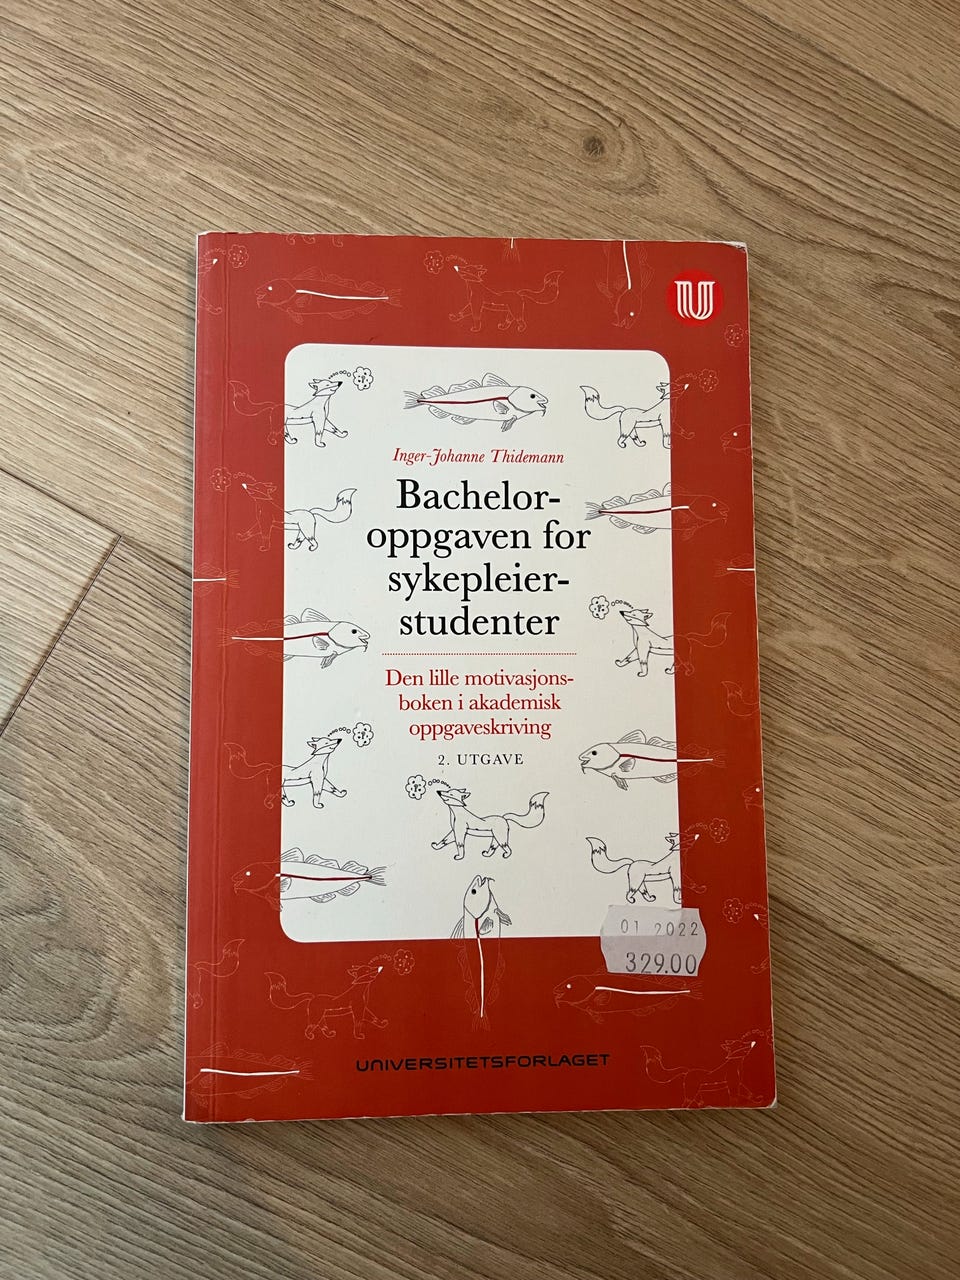 Inger-Johanne Thidemann
Bachelor-
oppgaven for
sykepleier-
studenter
Den lille motivasjons-
boken i akademisk
oppgaveskriving
2. UTGAVE
01 2022
329.00
UNIVERSITETSFORLAGET